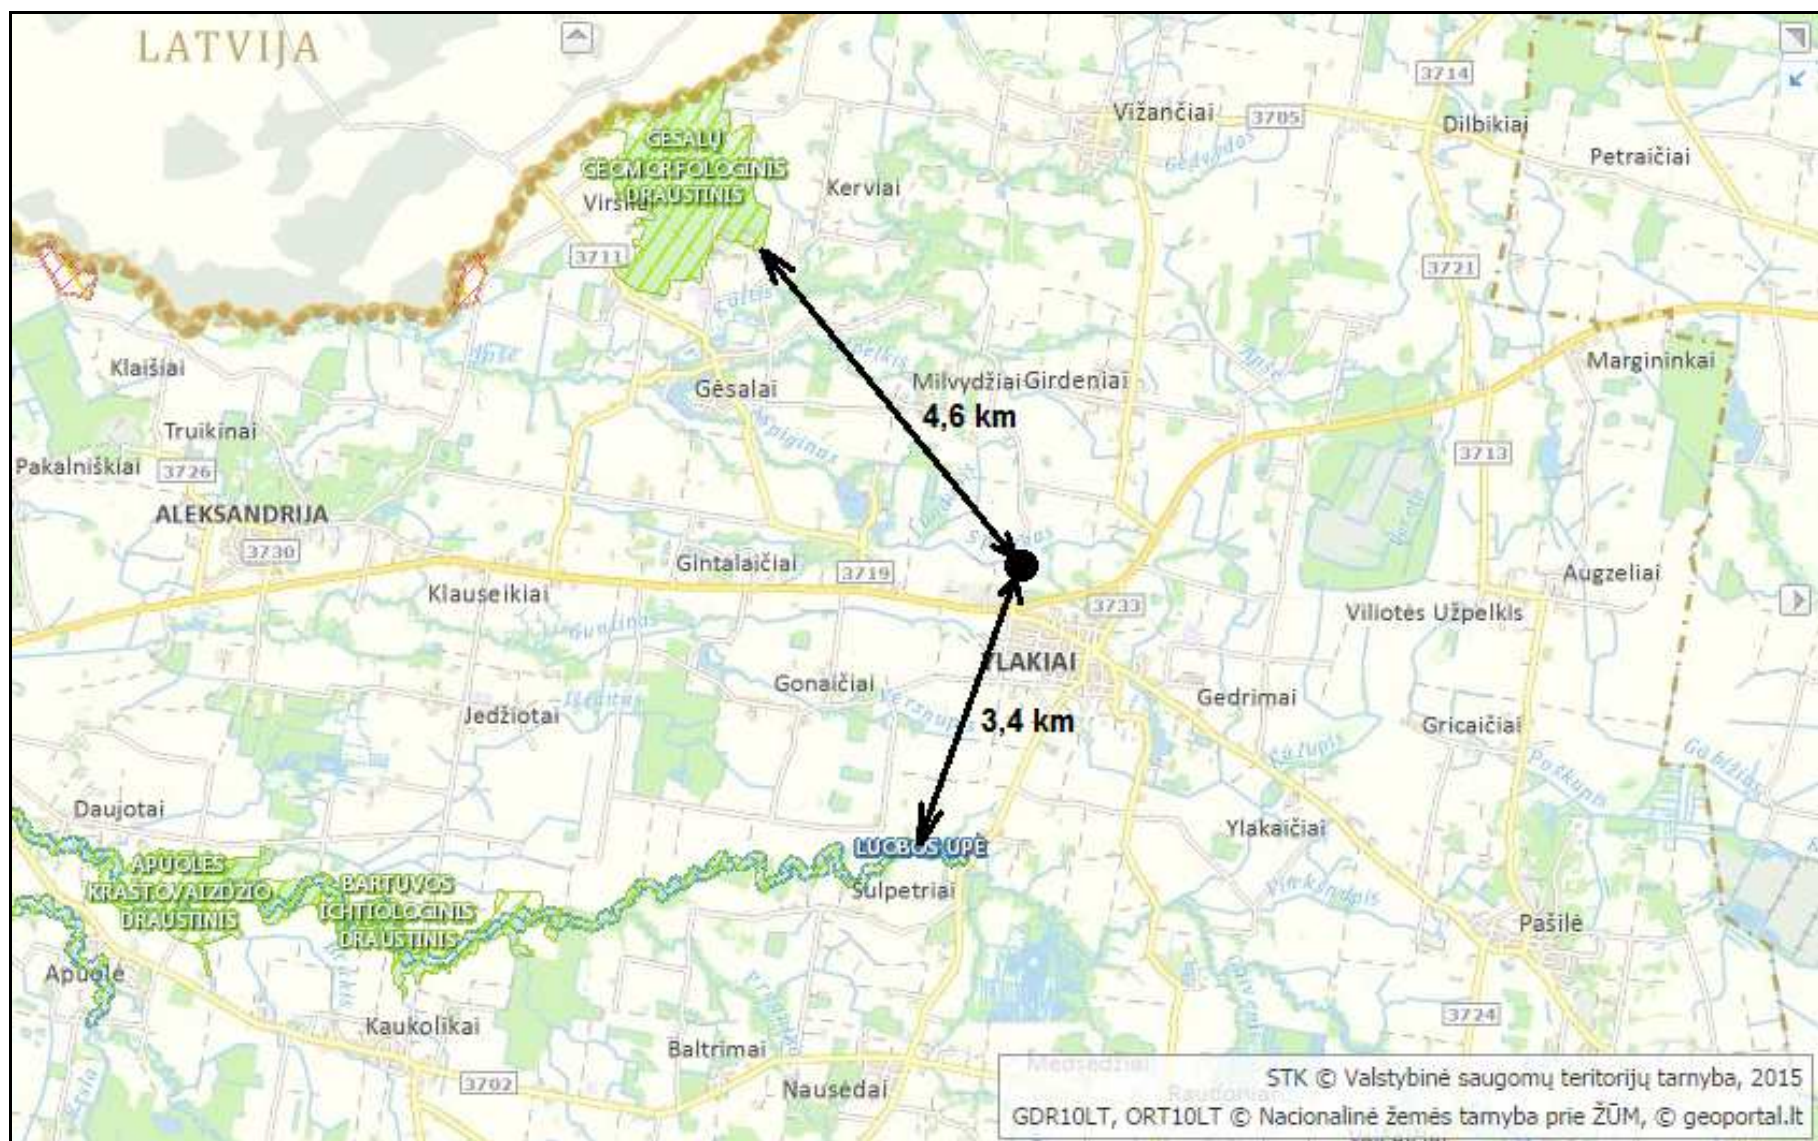 LATVIJA
3714
Vižančiai
3705
Dilbikiai
GĖSALŲ
GEOMORFOLOGINIS
DRAUSTINIS
Petraičiai
Kerviai
3711
3721
Klaišiai
Margininkai
Gėsalai
Milvydžiai
Girdeniai
4,6 km
Truikinai
Pakalniškiai
3726
3713
ALEKSANDRIJA
3730
Gintalaičiai
3719
Augzeliai
Klauseikiai
3733
Viliotės Užpelkis
YLAKIAI
Gonaičiai
Gedrimai
Jedžiotai
3,4 km
Gricaičiai
Daujotai
Ylakaičiai
LUOBOS UPĖ
APUOLĖS
KRAŠTOVAIZDŽIO
DRAUSTINIS
BARTUVOS
ICHTIOLOGINIS
DRAUSTINIS
Sulpetriai
Pašilė
Apuolė
3724
Kaukolikai
Baltrimai
3702
Nausėdai
STK © Valstybinė saugomų teritorijų tarnyba, 2015
GDR10LT, ORT10LT © Nacionalinė žemės tarnyba prie ŽŪM, © geoportal.lt